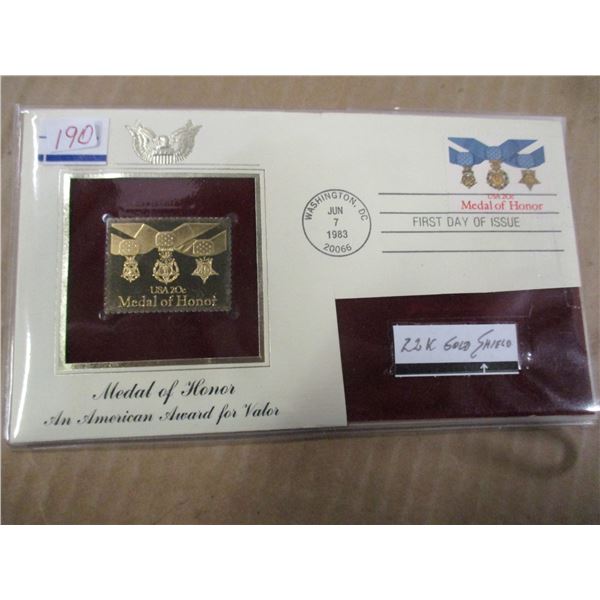 -190
WASHINGTON, DC
JUN
7
1983
20066
FIRST DAY OF ISSUE
USA 20c
Medal of Honor
USA 20c
Medal of Honor
22K GOLD SHIELD
Medal of Honor
An American Award for Valor